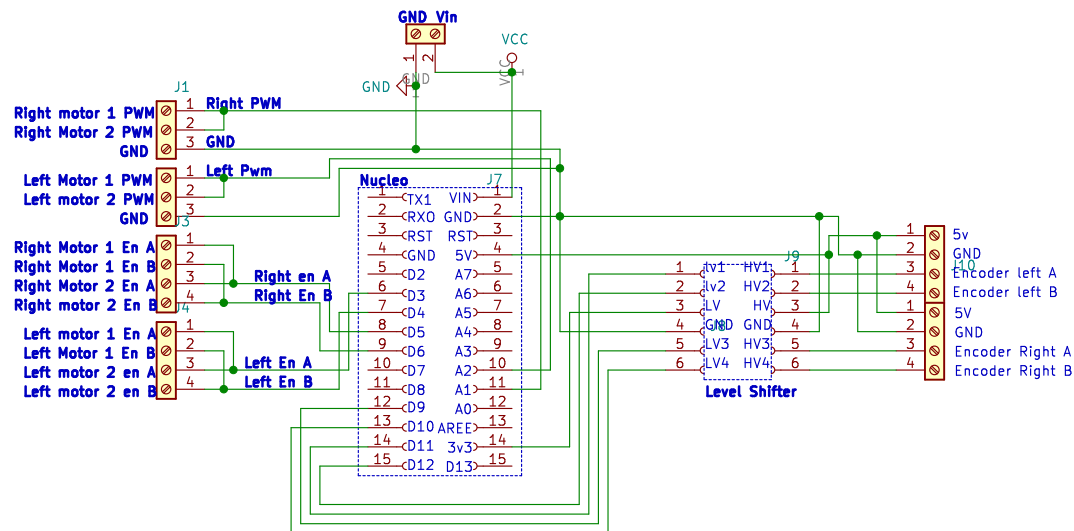 GND Vin
1 2
VCC
VCC
1
GND
GND
1
J1
Right motor 1 PWM 1 Right PWM
Right Motor 2 PWM 2
GND 3 GND
Left Motor 1 PWM 1 Left Pwm
Left motor 2 PWM 2
GND 3
J3
Right Motor 1 En A 1
Right Motor 1 En B 2
Right Motor 2 En A 3 Right en A
Right motor 2 En B 4 Right En B
J4
Left motor 1 En A 1
Left Motor 1 En B 2
Left motor 2 en A 3 Left En A
Left motor 2 en B 4 Left En B
Nucleo J7
1 TX1 VIN 1
2 RXO GND 2
3 RST RST 3
4 GND 5V 4
5 D2 A7 5
6 D3 A6 6
7 D4 A5 7
8 D5 A4 8
9 D6 A3 9
10 D7 A2 10
11 D8 A1 11
12 D9 A0 12
13 D10 AREE 13
14 D11 3v3 14
15 D12 D13 15
J9
1 lv1 HV1 1
2 lv2 HV2 2
3 LV HV 3
J8
4 GND GND 4
5 LV3 HV3 5
6 LV4 HV4 6
Level Shifter
1 5v
2 GND
J10
3 Encoder left A
4 Encoder left B
1 5V
2 GND
3 Encoder Right A
4 Encoder Right B